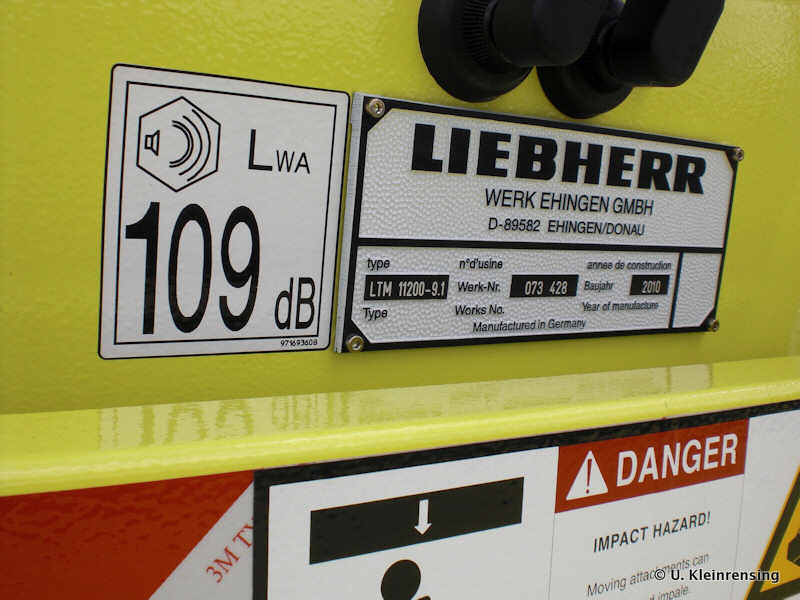 LWA
109 dB
971693608
LIEBHERR
WERK EHINGEN GMBH
D-89582 EHINGEN/DONAU
type n°d'usine annee de construction
LTM 11200-9.1 Werk-Nr. 073 428 Baujahr 2010
Type Works No. Year of manufacture
Manufactured in Germany
3M
DANGER
IMPACT HAZARD!
Moving attachments can
impale.
© U. Kleinrensing